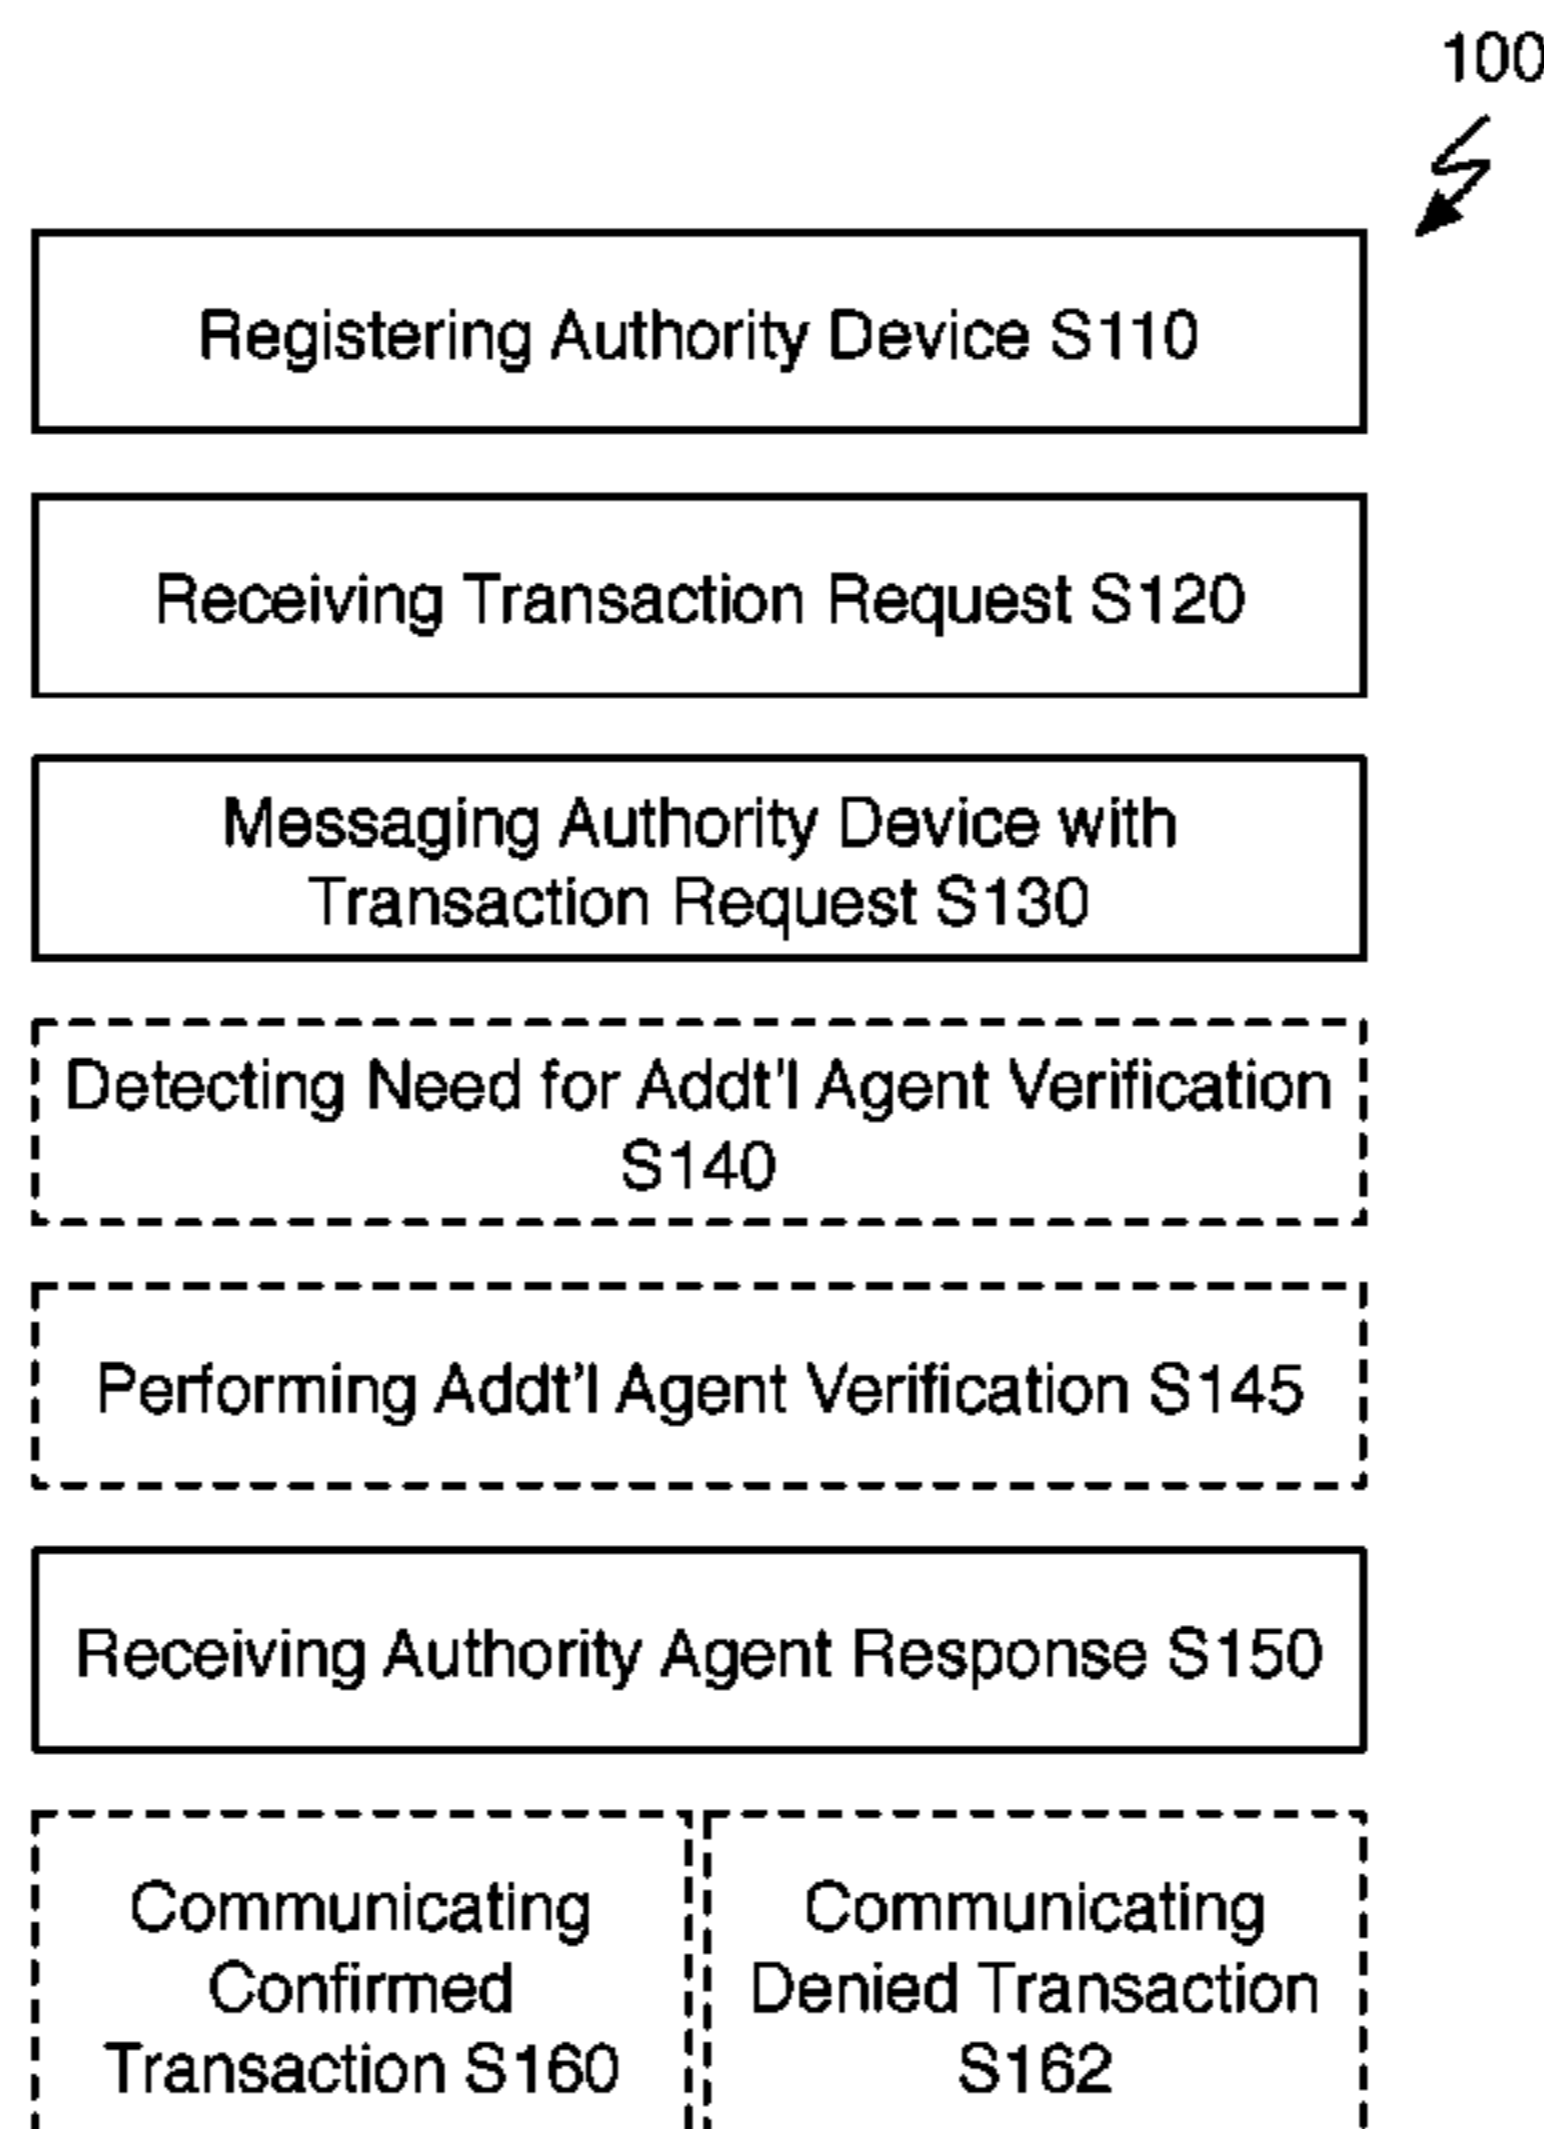 100
Registering Authority Device S110
Receiving Transaction Request S120
Messaging Authority Device with
Transaction Request S130
Detecting Need for Addt'l Agent Verification
S140
Performing Addt’l Agent Verification S145
Receiving Authority Agent Response S150
Communicating
Confirmed
Transaction S160
Communicating
Denied Transaction
S162